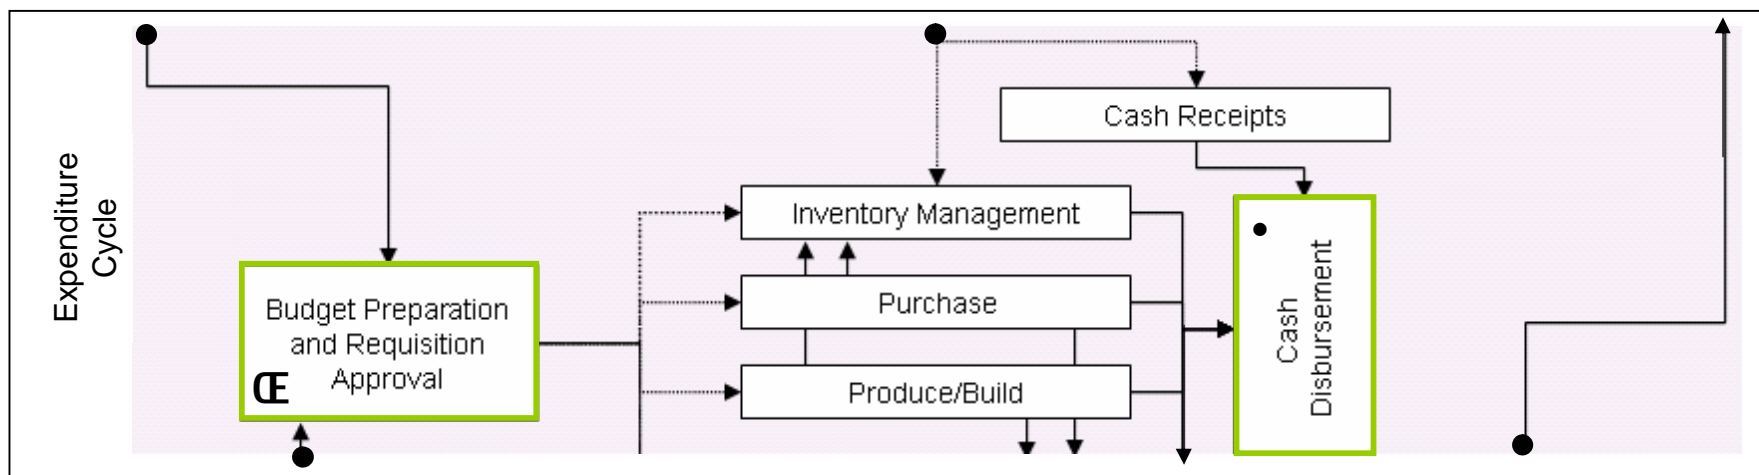 Expenditure
Cycle
Cash Receipts
Inventory Management
Budget Preparation
and Requisition
Approval
Œ
Purchase
Produce/Build
Cash
Disbursement